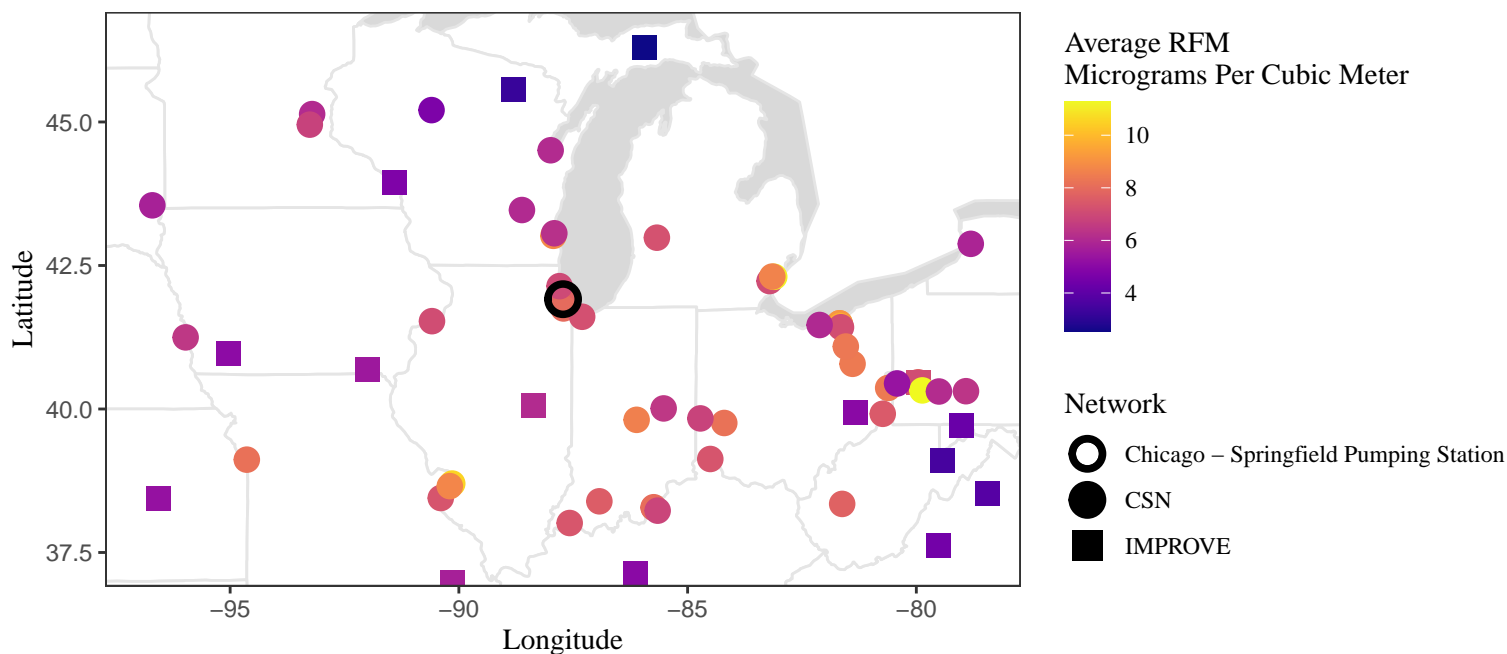 Average RFM
Micrograms Per Cubic Meter
10
8
6
4
Network
Chicago – Springfield Pumping Station
CSN
IMPROVE
Latitude
45.0
42.5
40.0
37.5
−95
−90
−85
−80
Longitude